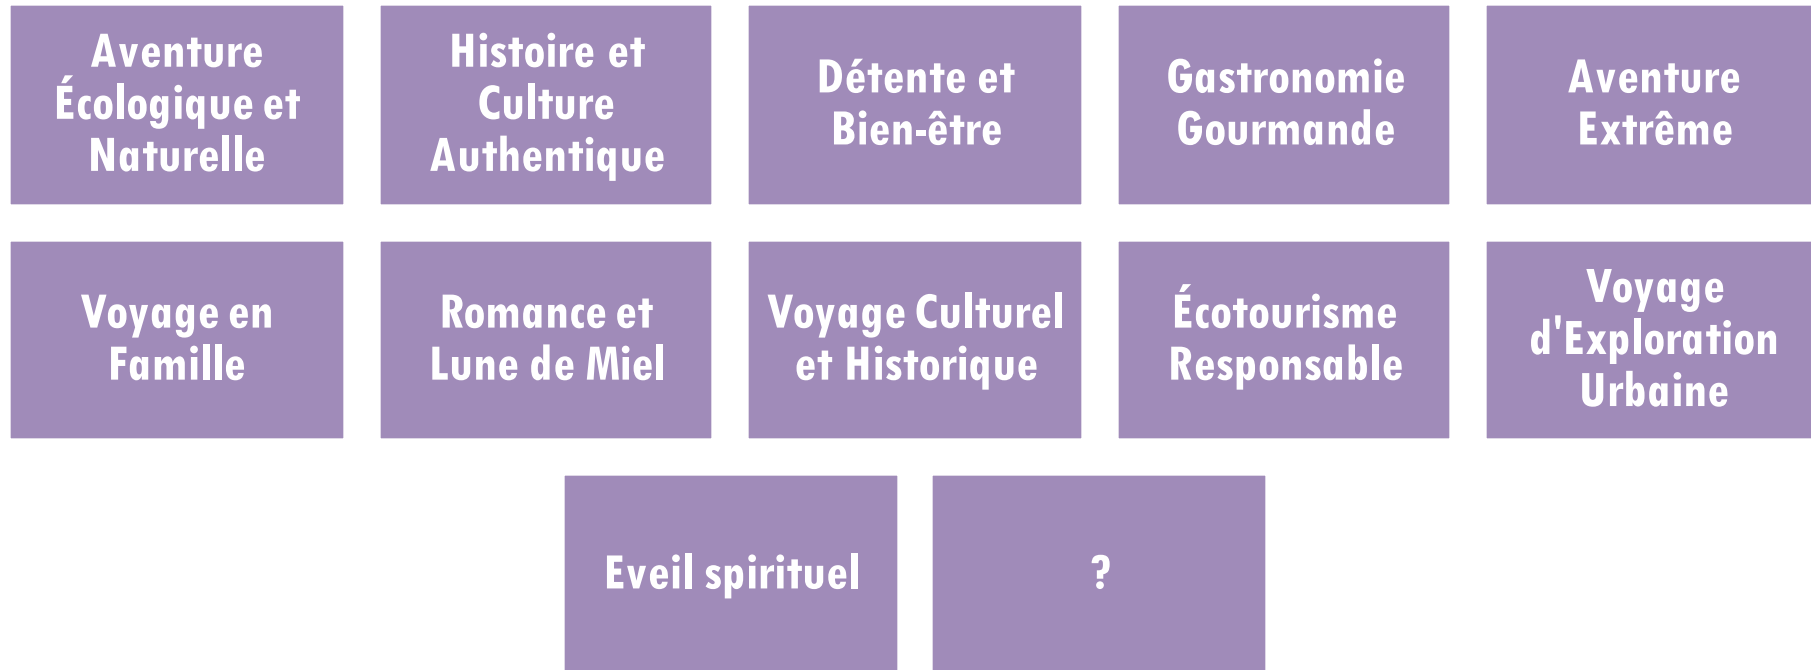 Aventure
Écologique et
Naturelle
Histoire et
Culture
Authentique
Détente et
Bien-être
Gastronomie
Gourmande
Aventure
Extrême
Voyage en
Famille
Romance et
Lune de Miel
Voyage Culturel
et Historique
Écotourisme
Responsable
Voyage
d'Exploration
Urbaine
Eveil spirituel
?